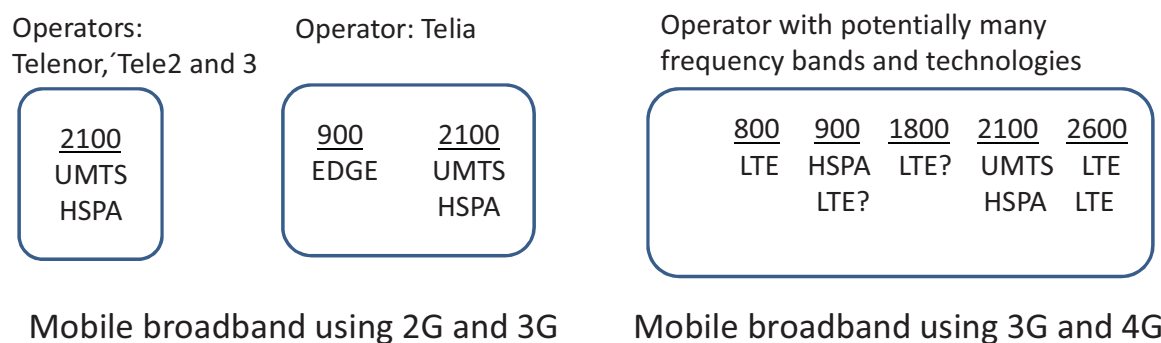 Operators:
Telenor,´Tele2 and 3
2100
UMTS
HSPA
Operator: Telia
900 2100
EDGE UMTS
HSPA
Operator with potentially many
frequency bands and technologies
800 900 1800 2100 2600
LTE HSPA LTE? UMTS LTE
LTE? HSPA LTE
Mobile broadband using 2G and 3G
Mobile broadband using 3G and 4G